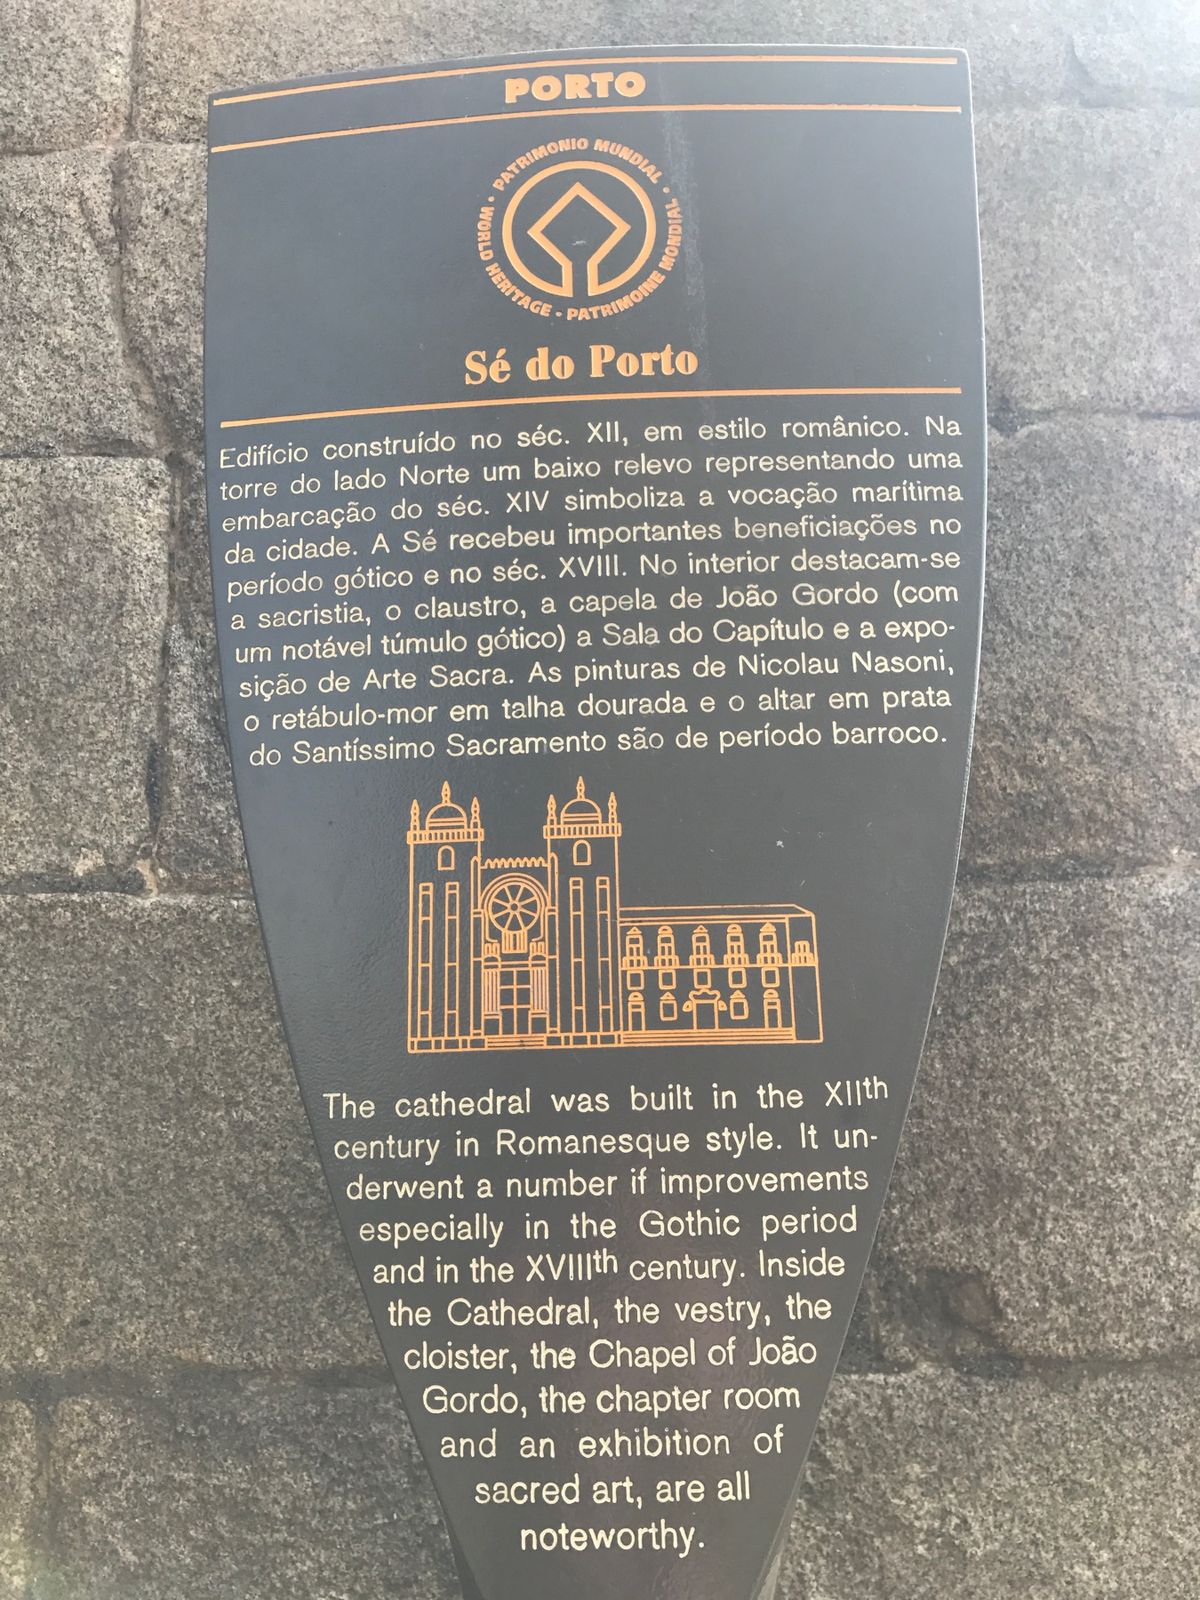 PORTO
PATRIMONIO MUNDIAL • WORLD HERITAGE • PATRIMOINE MONDIAL •
Sé do Porto
Edifício construído no séc. XII, em estilo românico. Na
torre do lado Norte um baixo relevo representando uma
embarcação do séc. XIV simboliza a vocação marítima
da cidade. A Sé recebeu importantes beneficiações no
período gótico e no séc. XVIII. No interior destacam-se
a sacristia, o claustro, a capela de João Gordo (com
um notável túmulo gótico) a Sala do Capítulo e a expo-
sição de Arte Sacra. As pinturas de Nicolau Nasoni,
o retábulo-mor em talha dourada e o altar em prata
do Santíssimo Sacramento são de período barroco.
The cathedral was built in the XIIth
century in Romanesque style. It un-
derwent a number if improvements
especially in the Gothic period
and in the XVIIIth century. Inside
the Cathedral, the vestry, the
cloister, the Chapel of João
Gordo, the chapter room
and an exhibition of
sacred art, are all
noteworthy.